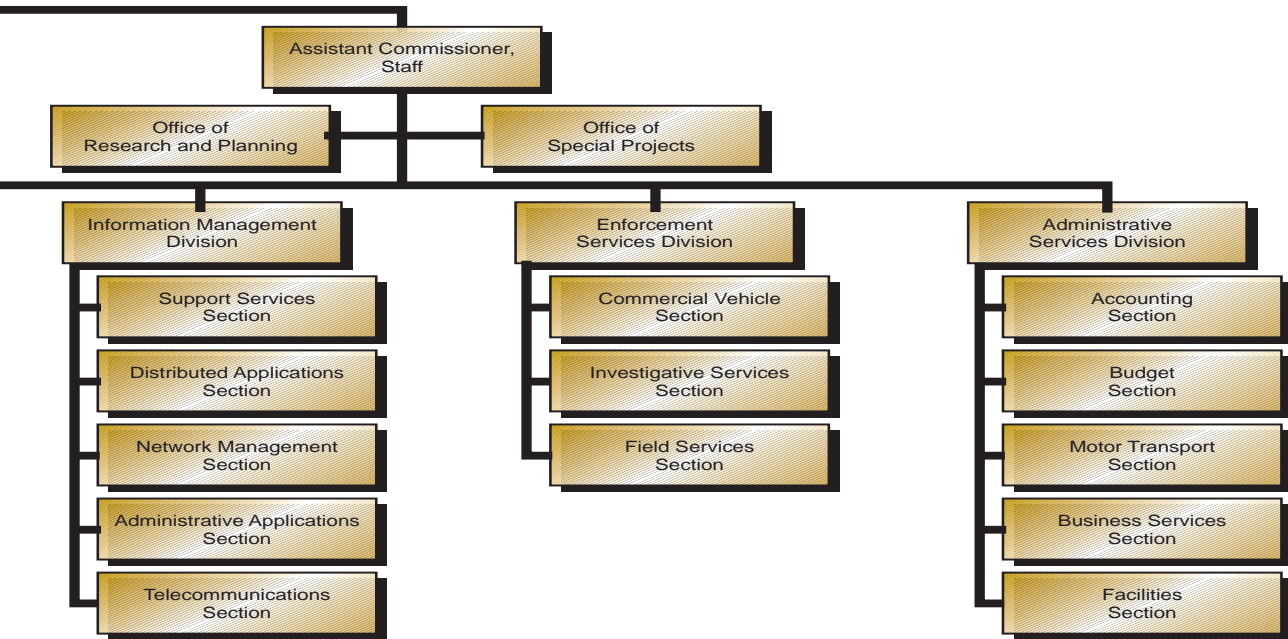 Assistant Commissioner,
Staff
Office of
Research and Planning
Office of
Special Projects
Information Management
Division
Support Services
Section
Distributed Applications
Section
Network Management
Section
Administrative Applications
Section
Telecommunications
Section
Enforcement
Services Division
Commercial Vehicle
Section
Investigative Services
Section
Field Services
Section
Administrative
Services Division
Accounting
Section
Budget
Section
Motor Transport
Section
Business Services
Section
Facilities
Section